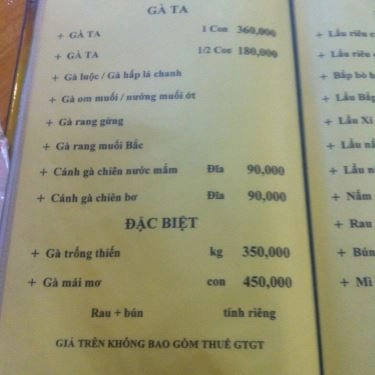 GÀ TA
+ GÀ TA 1 Con 360,000
+ GÀ TA 1/2 Con 180,000
+ Gà luộc / Gà hấp lá chanh
+ Gà om muối / nướng muối ớt
+ Gà rang gừng
+ Gà rang muối Bắc
+ Cánh gà chiên nước mắm Đĩa 90,000
+ Cánh gà chiên bơ Đĩa 90,000
ĐẶC BIỆT
+ Gà trống thiến kg 350,000
+ Gà mái mơ con 450,000
Rau + bún tính riêng
GIÁ TRÊN KHÔNG BAO GỒM THUẾ GTGT
+ Lẩu riêu
+ Lẩu riêu
+ Bắp bò
+ Lẩu Bắp
+ Lẩu Xí
+ Lẩu
+ Lẩu
+ Nấm
+ Rau
+ Bún
+ Mì